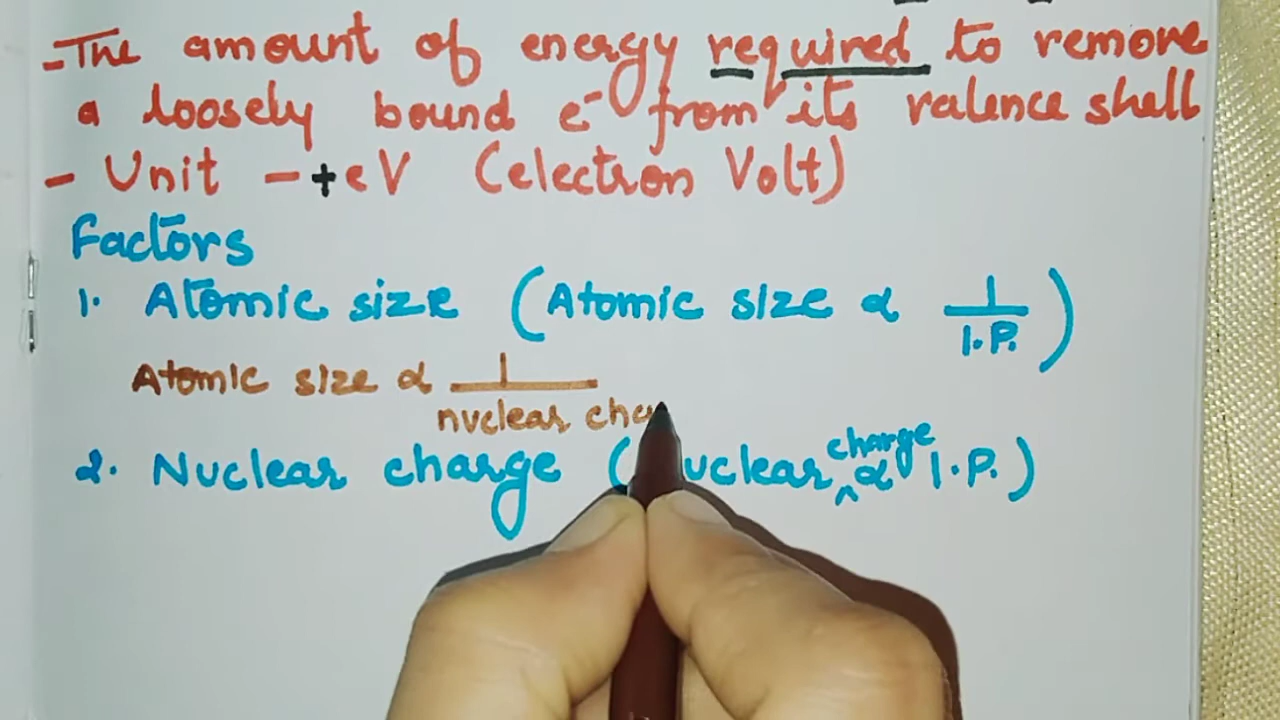 - The amount of energy required to remove
a loosely bound e⁻ from its valence shell
- Unit - +eV (electron Volt)
Factors
1. Atomic size (Atomic size α 1/I.P.)
Atomic size α 1/nuclear cha
2. Nuclear charge (uclear charge α I.P.)